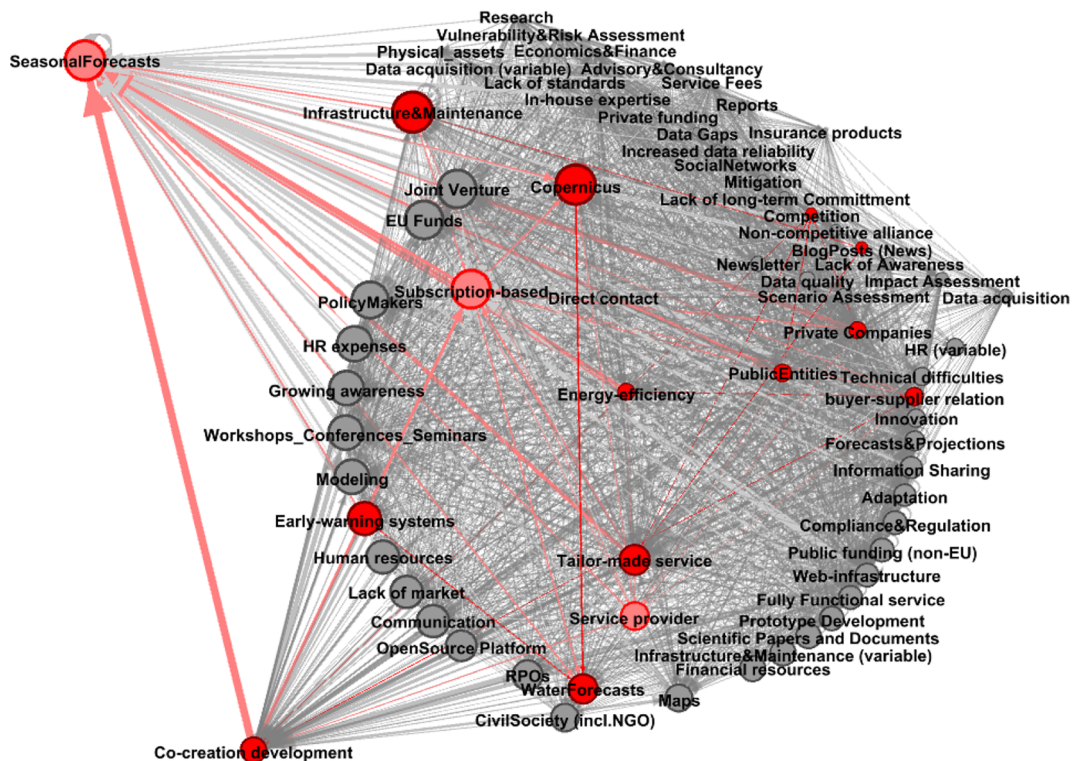 Research
Vulnerability&Risk Assessment
SeasonalForecasts
Physical_assets
Economics&Finance
Data acquisition (variable)
Advisory&Consultancy
Lack of standards
Service Fees
In-house expertise
Reports
Infrastructure&Maintenance
Private funding
Data Gaps
Insurance products
Increased data reliability
SocialNetworks
Mitigation
Joint Venture
Copernicus
Lack of long-term Committment
EU Funds
Competition
Non-competitive alliance
BlogPosts (News)
Newsletter
Lack of Awareness
Data quality
Impact Assessment
Subscription-based
Direct contact
Scenario Assessment
Data acquisition
PolicyMakers
Private Companies
HR expenses
HR (variable)
PublicEntities
Technical difficulties
Growing awareness
Energy-efficiency
buyer-supplier relation
Innovation
Workshops_Conferences_Seminars
Forecasts&Projections
Modeling
Information Sharing
Adaptation
Early-warning systems
Compliance&Regulation
Human resources
Tailor-made service
Public funding (non-EU)
Web-infrastructure
Lack of market
Fully Functional service
Communication
Service provider
Prototype Development
OpenSource Platform
Scientific Papers and Documents
Infrastructure&Maintenance (variable)
RPOs
Financial resources
WaterForecasts
Maps
CivilSociety (incl.NGO)
Co-creation development